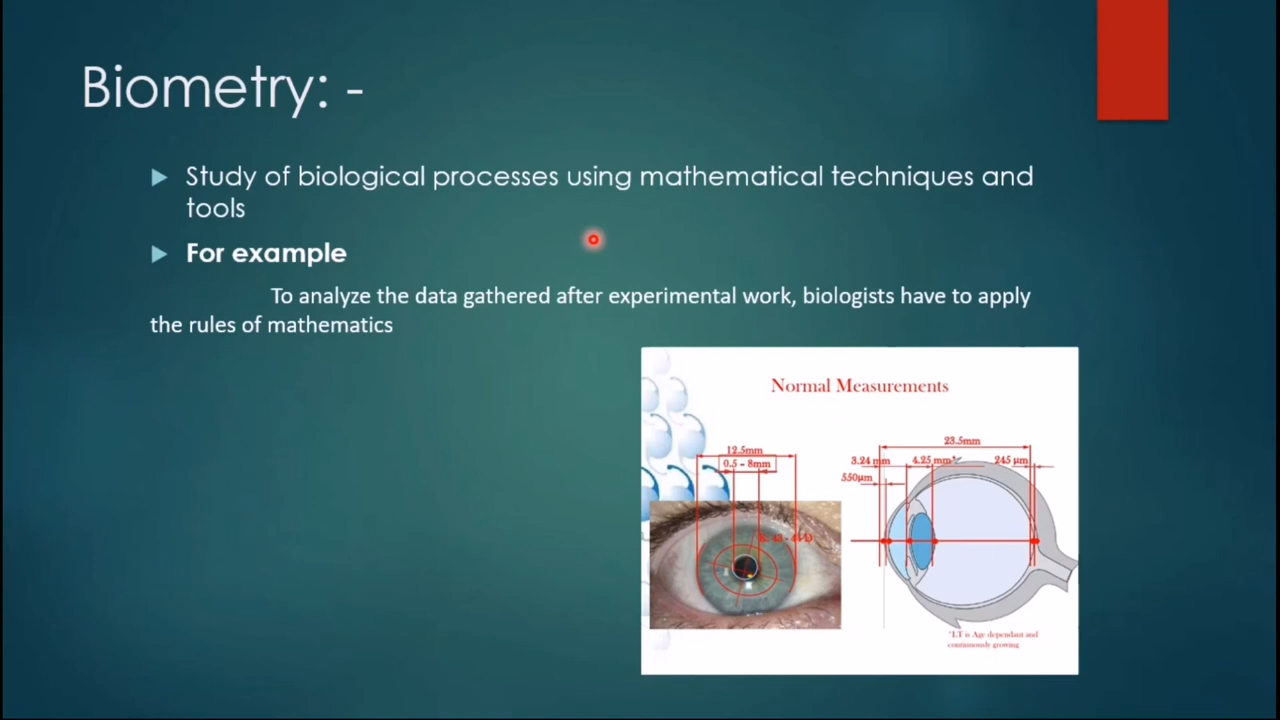 Biometry: -
Study of biological processes using mathematical techniques and
tools
For example
To analyze the data gathered after experimental work, biologists have to apply
the rules of mathematics
Normal Measurements
12.5mm
0.5 - 8mm
23.5mm
3.24 mm
4.25 mm*
245 µm
550µm
*LT is Age dependant and
continuously growing